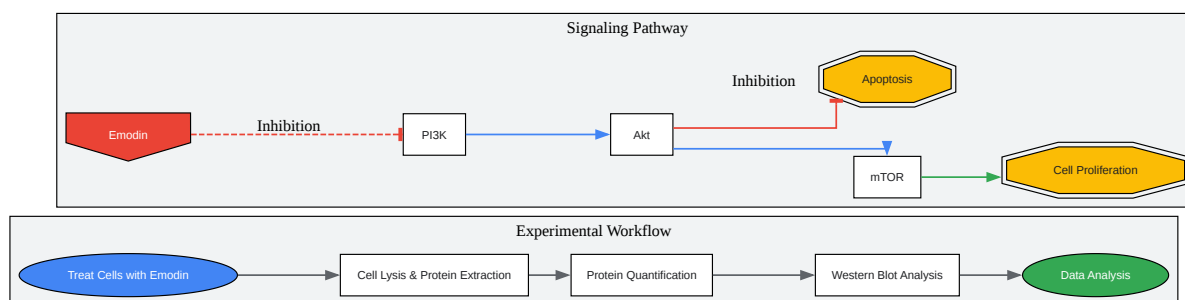 Signaling Pathway
Inhibition
Apoptosis
Emodin
Inhibition
PI3K
Akt
mTOR
Cell Proliferation
Experimental Workflow
Treat Cells with Emodin
Cell Lysis & Protein Extraction
Protein Quantification
Western Blot Analysis
Data Analysis